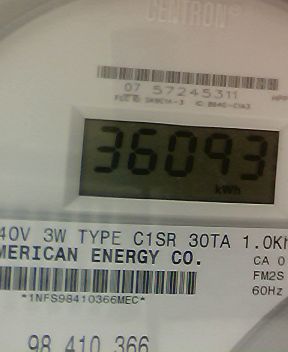 CENTRON®
07 57245311
36093
kWh
40V 3W TYPE C1SR 30TA 1.0Kh
MERICAN ENERGY CO.
CA 0
FM2S
60Hz
*1NFS98410366MEC*
98 410 366